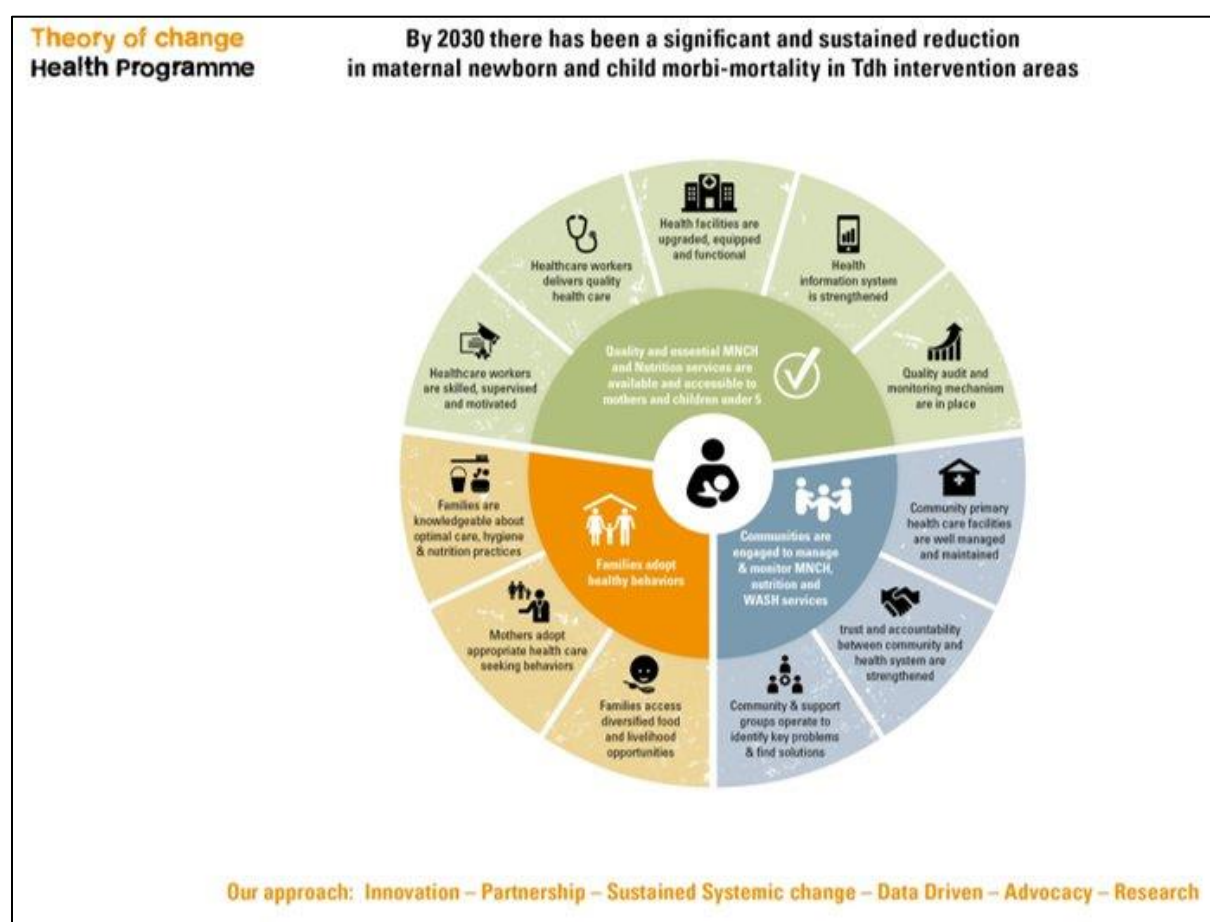 Theory of change
Health Programme
By 2030 there has been a significant and sustained reduction
in maternal newborn and child morbi-mortality in Tdh intervention areas
Health facilities are
upgraded, equipped
and functional
Healthcare workers
delivers quality
health care
Health
information system
is strengthened
Healthcare workers
are skilled, supervised
and motivated
Quality audit and
monitoring mechanism
are in place
Quality and essential MNCH
and Nutrition services are
available and accessible to
mothers and children under 5
Families are
knowledgeable about
optimal care, hygiene
& nutrition practices
Families adopt
healthy behaviors
Communities are
engaged to manage
& monitor MNCH,
nutrition and
WASH services
Community primary
health care facilities
are well managed
and maintained
Mothers adopt
appropriate health care
seeking behaviors
trust and accountability
between community and
health system are
strengthened
Families access
diversified food
and livelihood
opportunities
Community & support
groups operate to
identify key problems
& find solutions
Our approach: Innovation – Partnership – Sustained Systemic change – Data Driven – Advocacy – Research